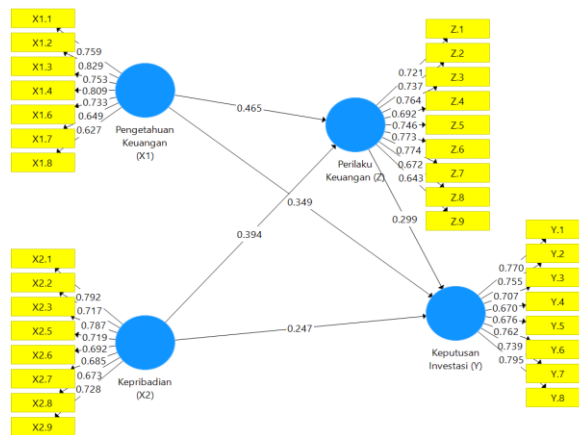 X1.1
X1.2
X1.3
X1.4
X1.6
X1.7
X1.8
0.759
0.829
0.753
0.809
0.733
0.649
0.627
Pengetahuan
Keuangan
(X1)
0.465
0.349
0.394
0.247
0.299
Z.1
Z.2
Z.3
Z.4
Z.5
Z.6
Z.7
Z.8
Z.9
0.721
0.737
0.764
0.692
0.746
0.773
0.774
0.672
0.643
Perilaku
Keuangan (Z)
X2.1
X2.2
X2.3
X2.5
X2.6
X2.7
X2.8
X2.9
0.792
0.717
0.787
0.719
0.692
0.685
0.673
0.728
Kepribadian
(X2)
Y.1
Y.2
Y.3
Y.4
Y.5
Y.6
Y.7
Y.8
0.770
0.755
0.707
0.670
0.676
0.762
0.739
0.795
Keputusan
Investasi (Y)